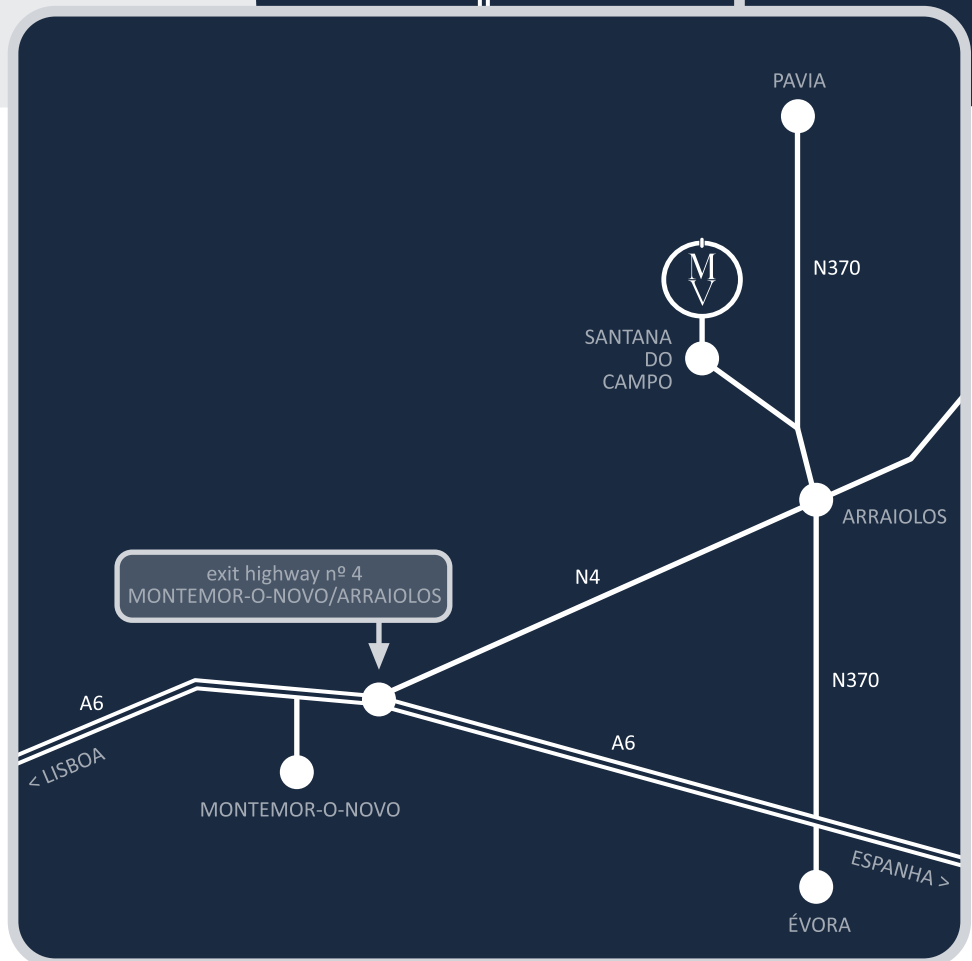 PAVIA
N370
M
V
SANTANA
DO
CAMPO
ARRAIOLOS
exit highway nº 4
MONTEMOR-O-NOVO/ARRAIOLOS
N4
N370
A6
A6
< LISBOA
MONTEMOR-O-NOVO
ESPANHA >
ÉVORA